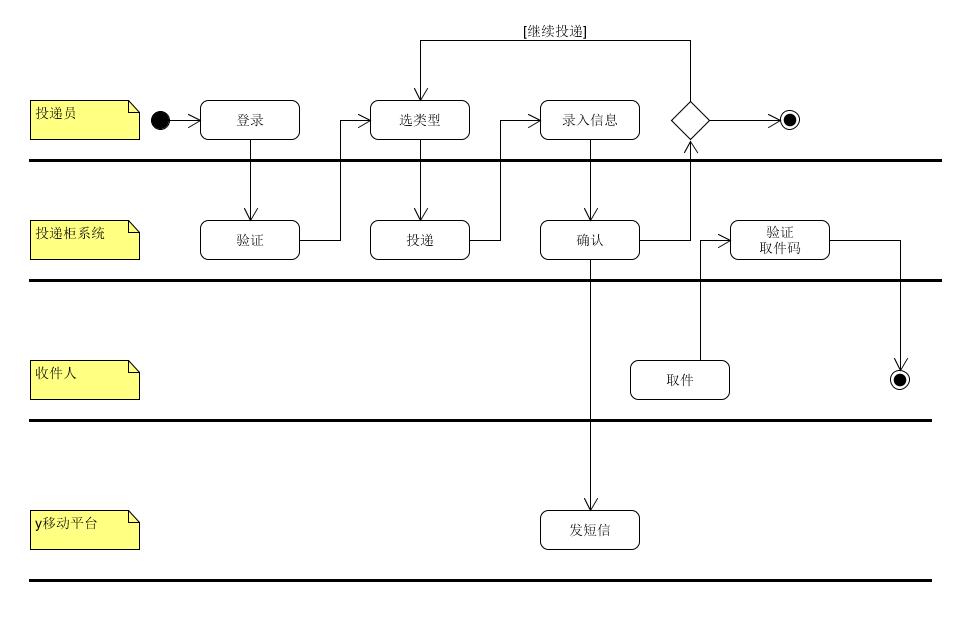 [继续投递]
投递员
登录
选类型
录入信息
投递柜系统
验证
投递
确认
验证
取件码
收件人
取件
y移动平台
发短信